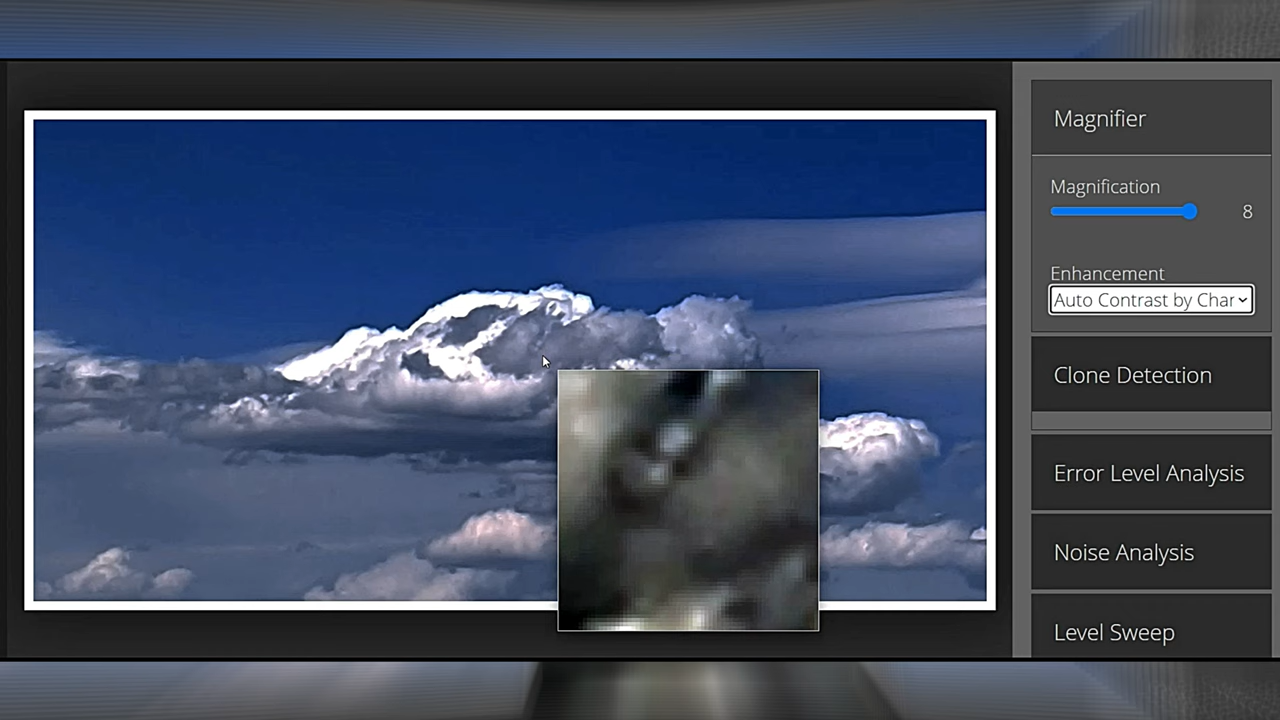 Magnifier
Magnification
8
Enhancement
Auto Contrast by Char
Clone Detection
Error Level Analysis
Noise Analysis
Level Sweep